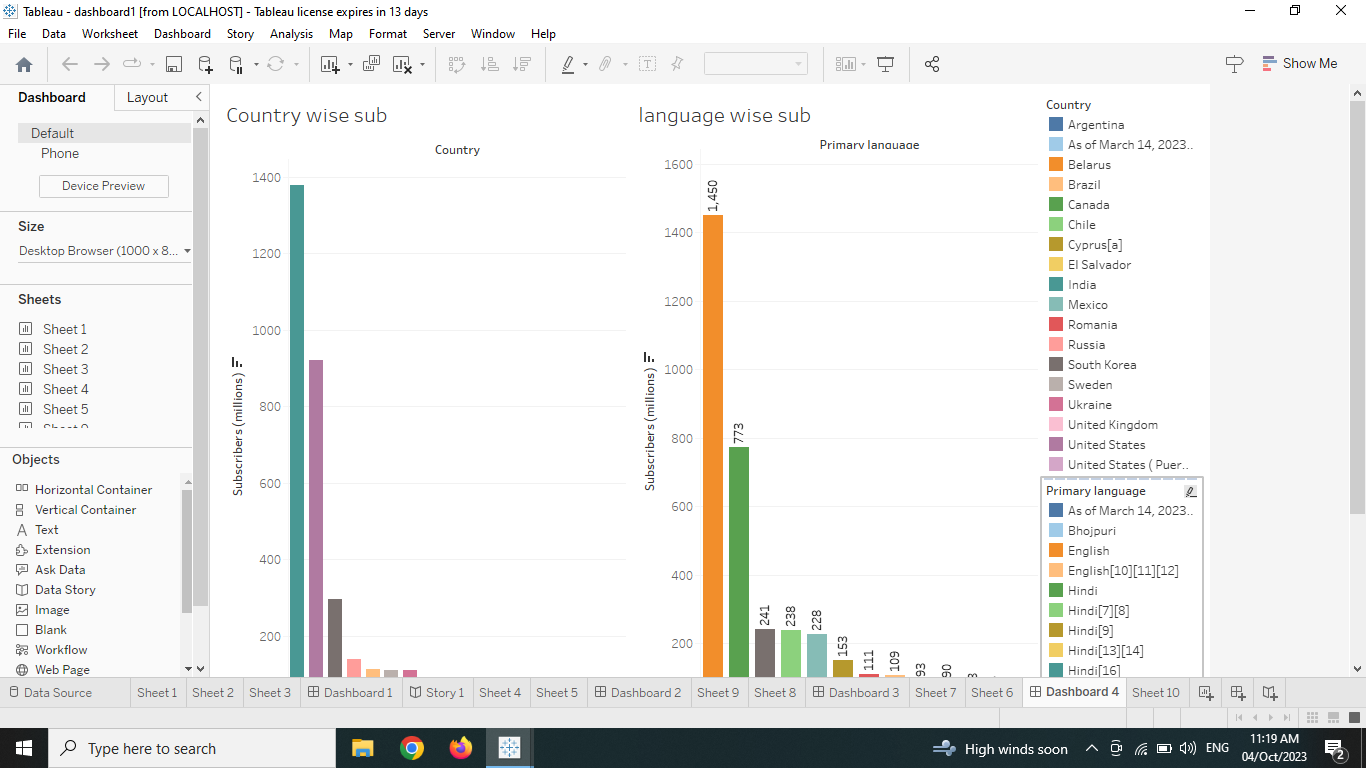 Tableau - dashboard1 [from LOCALHOST] - Tableau license expires in 13 days
File Data Worksheet Dashboard Story Analysis Map Format Server Window Help
Show Me
Dashboard Layout
Default
Phone
Device Preview
Size
Desktop Browser (1000 x 8...
Sheets
Sheet 1
Sheet 2
Sheet 3
Sheet 4
Sheet 5
Objects
Horizontal Container
Vertical Container
Text
Extension
Ask Data
Data Story
Image
Blank
Workflow
Web Page
Country wise sub
Country
Subscribers (millions)
1400
1200
1000
800
600
400
200
language wise sub
Primary language
Subscribers (millions)
1600
1400
1200
1000
800
600
400
200
1,450
773
241
238
228
153
111
109
93
90
Country
Argentina
As of March 14, 2023..
Belarus
Brazil
Canada
Chile
Cyprus[a]
El Salvador
India
Mexico
Romania
Russia
South Korea
Sweden
Ukraine
United Kingdom
United States
United States ( Puer..
Primary language
As of March 14, 2023..
Bhojpuri
English
English[10][11][12]
Hindi
Hindi[7][8]
Hindi[9]
Hindi[13][14]
Hindi[16]
Data Source Sheet 1 Sheet 2 Sheet 3 Dashboard 1 Story 1 Sheet 4 Sheet 5 Dashboard 2 Sheet 9 Sheet 8 Dashboard 3 Sheet 7 Sheet 6 Dashboard 4 Sheet 10
Type here to search
High winds soon
ENG
11:19 AM
04/Oct/2023
2